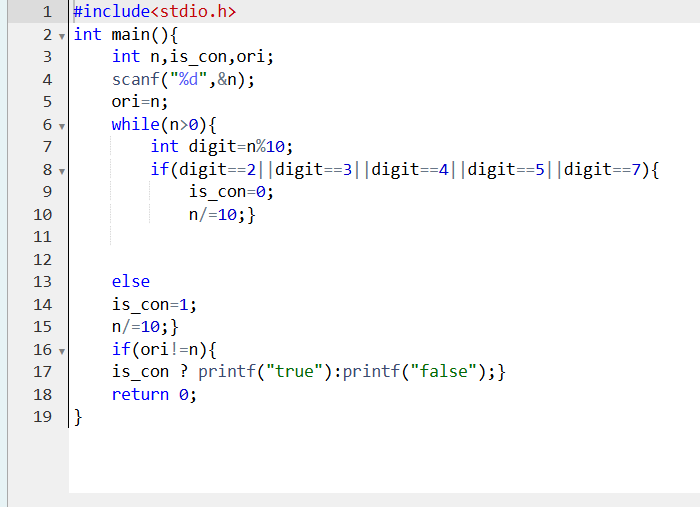 1 #include<stdio.h>
2 int main(){
3     int n,is_con,ori;
4     scanf("%d",&n);
5     ori=n;
6     while(n>0){
7         int digit=n%10;
8         if(digit==2||digit==3||digit==4||digit==5||digit==7){
9             is_con=0;
10             n/=10;}
11
12
13     else
14     is_con=1;
15     n/=10;}
16     if(ori!=n){
17     is_con ? printf("true"):printf("false");}
18     return 0;
19 }